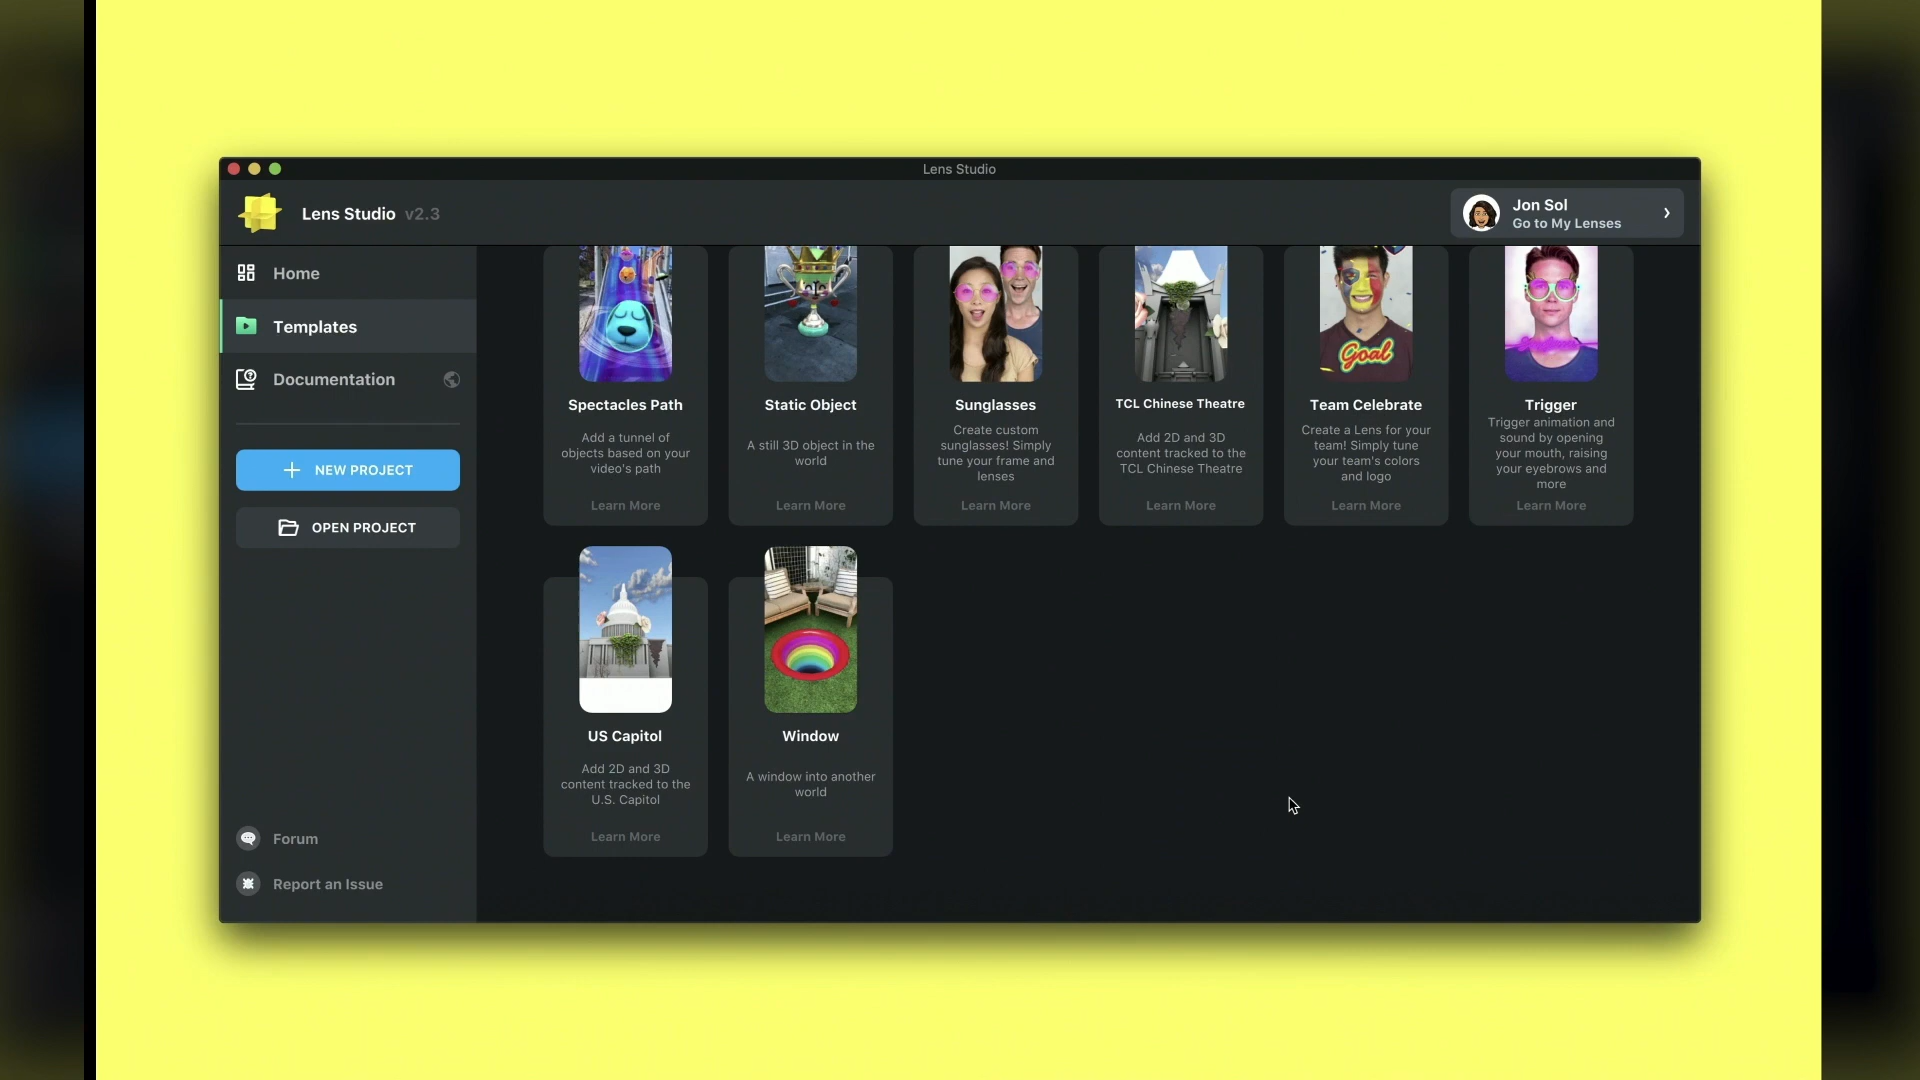 Lens Studio
Lens Studio v2.3
Jon Sol
Go to My Lenses
Home
Templates
Documentation
NEW PROJECT
OPEN PROJECT
Forum
Report an Issue
Goal
Spectacles Path
Add a tunnel of
objects based on your
video's path
Learn More
Static Object
A still 3D object in the
world
Learn More
Sunglasses
Create custom
sunglasses! Simply
tune your frame and
lenses
Learn More
TCL Chinese Theatre
Add 2D and 3D
content tracked to the
TCL Chinese Theatre
Learn More
Team Celebrate
Create a Lens for your
team! Simply tune
your team's colors
and logo
Learn More
Trigger
Trigger animation and
sound by opening
your mouth, raising
your eyebrows and
more
Learn More
US Capitol
Add 2D and 3D
content tracked to the
U.S. Capitol
Learn More
Window
A window into another
world
Learn More